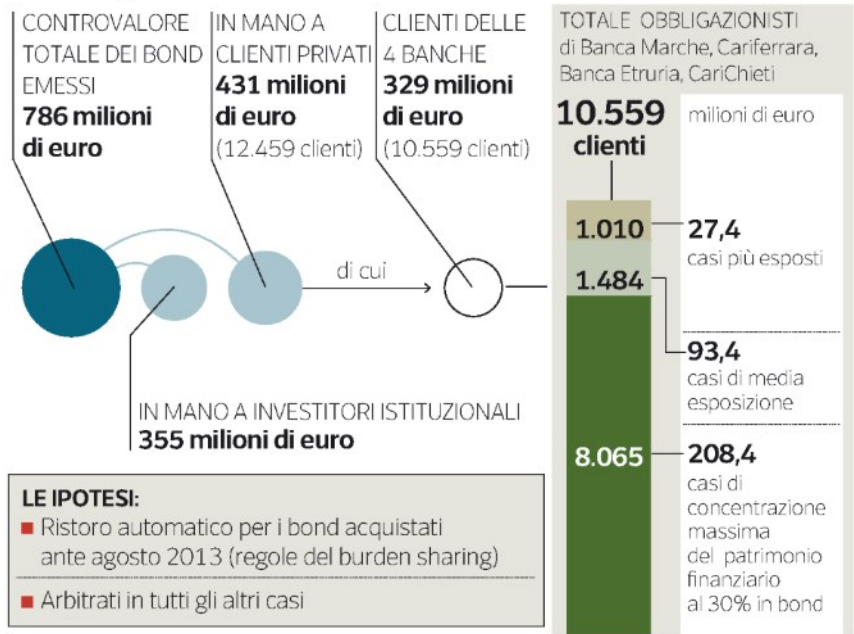 CONTROVALORE
TOTALE DEI BOND
EMESSI
786 milioni
di euro
IN MANO A
CLIENTI PRIVATI
431 milioni
di euro
(12.459 clienti)
CLIENTI DELLE
4 BANCHE
329 milioni
di euro
(10.559 clienti)
di cui
IN MANO A INVESTITORI ISTITUZIONALI
355 milioni di euro
LE IPOTESI:
Ristoro automatico per i bond acquistati
ante agosto 2013 (regole del burden sharing)
Arbitrati in tutti gli altri casi
TOTALE OBBLIGAZIONISTI
di Banca Marche, Cariferrara,
Banca Etruria, CariChieti
10.559
clienti
milioni di euro
1.010
27,4
casi più esposti
1.484
93,4
casi di media
esposizione
8.065
208,4
casi di
concentrazione
massima
del patrimonio
finanziario
al 30% in bond